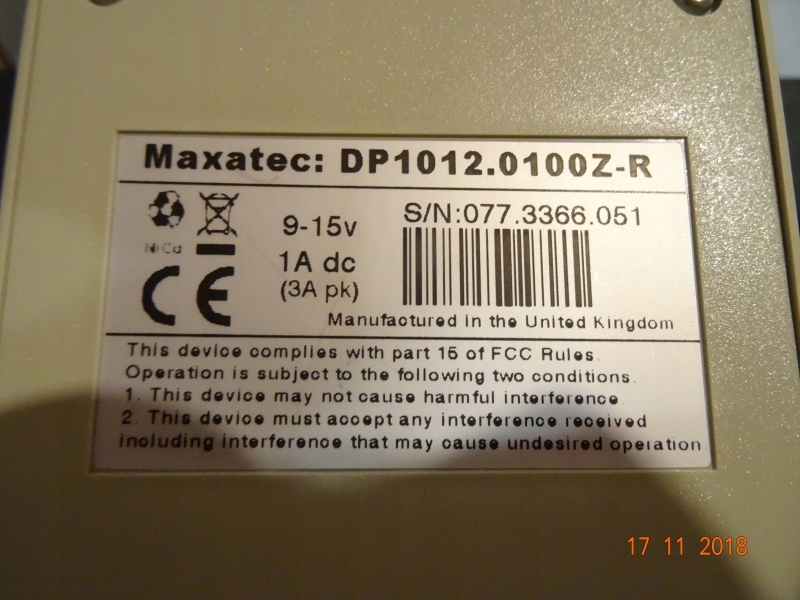 Maxatec: DP1012.0100Z-R
Ni Cd
9-15v
1A dc
(3A pk)
S/N:077.3366.051
CE
Manufactured in the United Kingdom
This device complies with part 15 of FCC Rules.
Operation is subject to the following two conditions.
1. This device may not cause harmful interference.
2. This device must accept any interference received
including interference that may cause undesired operation
17 11 2018